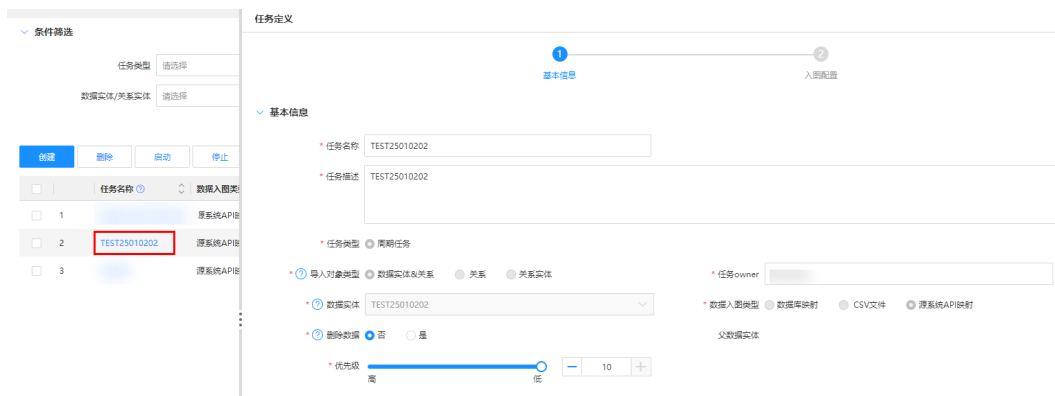 条件筛选
任务类型 请选择
数据实体/关系实体 请选择
创建 删除 启动 停止
任务名称 数据入图类
1 源系统API
2 TEST25010202 源系统API
3 源系统API
任务定义
1 2
基本信息 入图配置
基本信息
* 任务名称 TEST25010202
* 任务描述 TEST25010202
* 任务类型 周期任务
* ? 导入对象类型 数据实体&关系 关系 关系实体 * 任务owner
* ? 数据实体 TEST25010202 * 数据入图类型 数据库映射 CSV文件 源系统API映射
* ? 删除数据 否 是 父数据实体
* 优先级 10
高 低